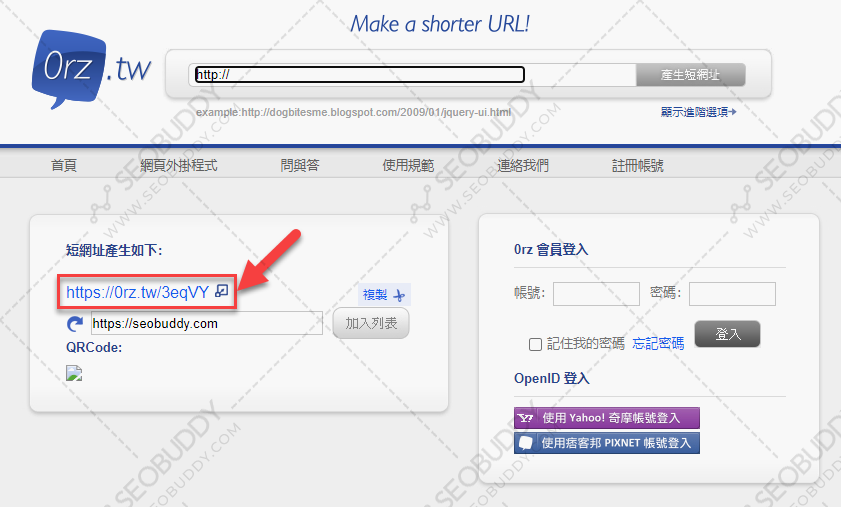 Make a shorter URL!
0rz.tw
http://
產生短網址
example:http://dogbitesme.blogspot.com/2009/01/jquery-ui.html
顯示進階選項
首頁 網頁外掛程式 問與答 使用規範 連絡我們 註冊帳號
短網址產生如下:
https://0rz.tw/3eqVY
複製
https://seobuddy.com
加入列表
QRCode:
0rz 會員登入
帳號: 密碼:
記住我的密碼 忘記密碼 登入
OpenID 登入
Y! 使用 Yahoo! 奇摩帳號登入
使用痞客邦 PIXNET 帳號登入
SEOBUDDY
WWW.SEOBUDDY.COM